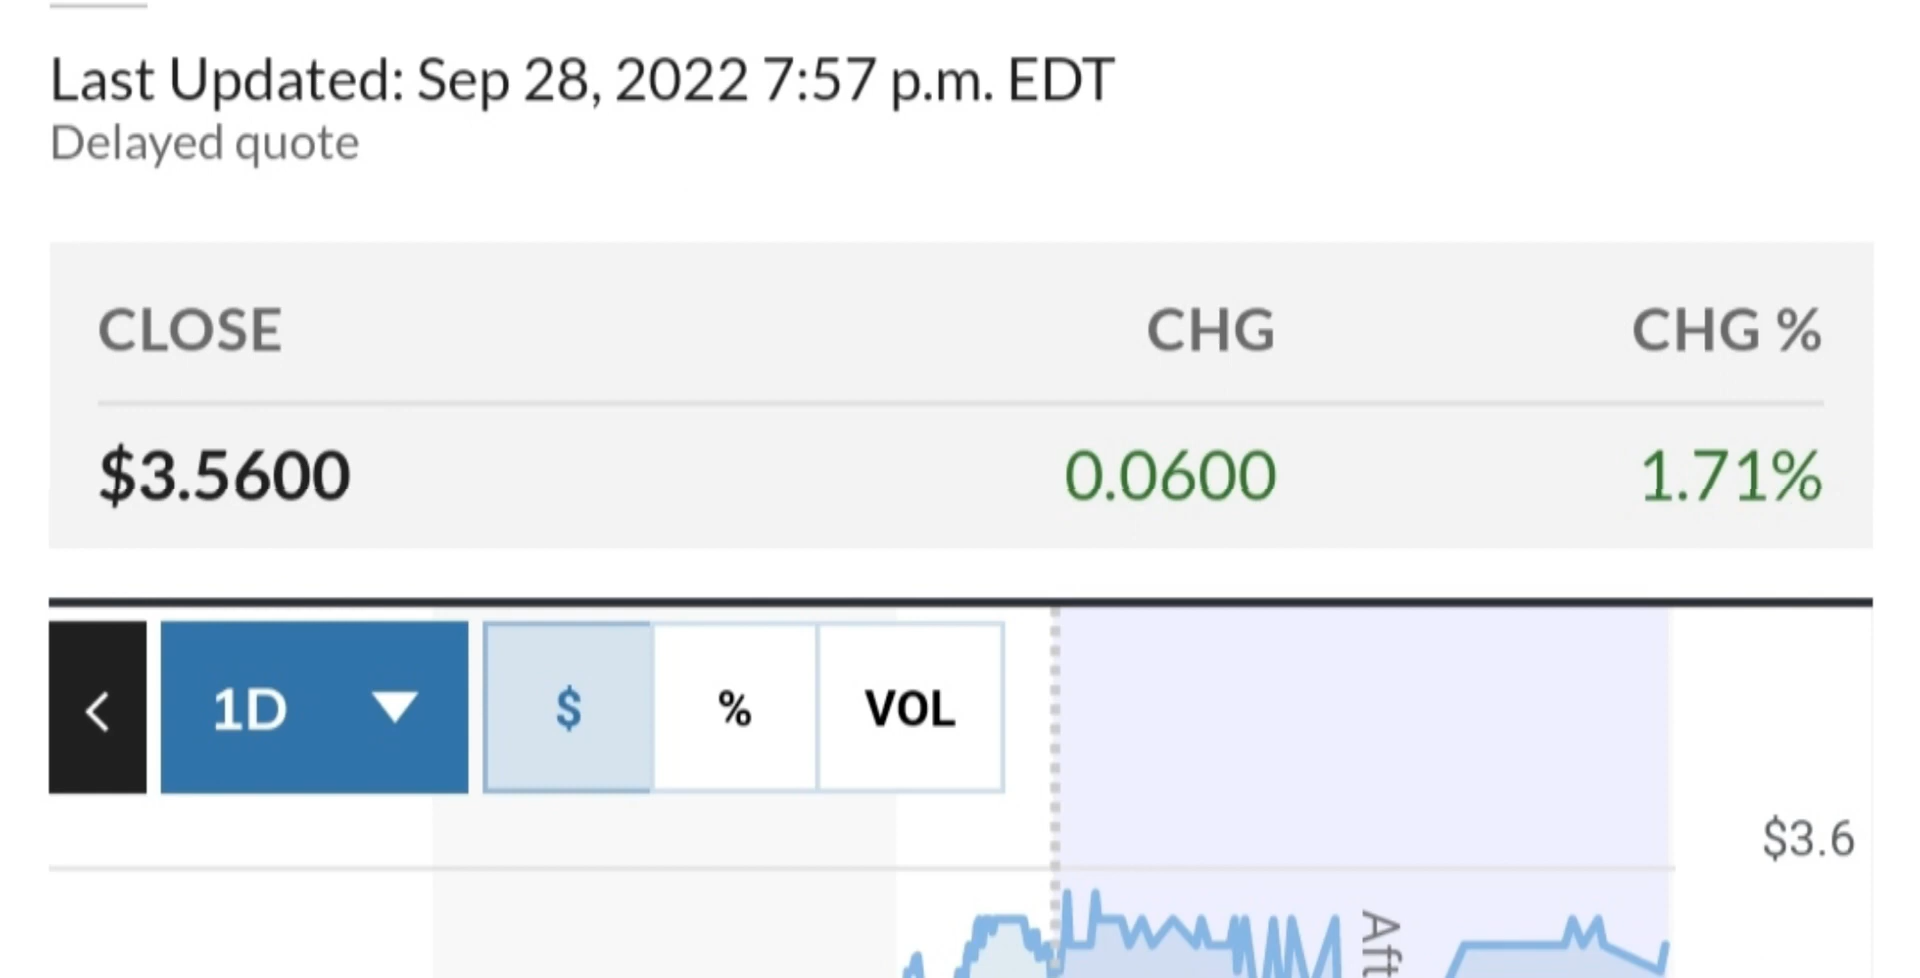 Last Updated: Sep 28, 2022 7:57 p.m. EDT
Delayed quote
CLOSE CHG CHG %
$3.5600 0.0600 1.71%
1D $ % VOL
$3.6
Aft